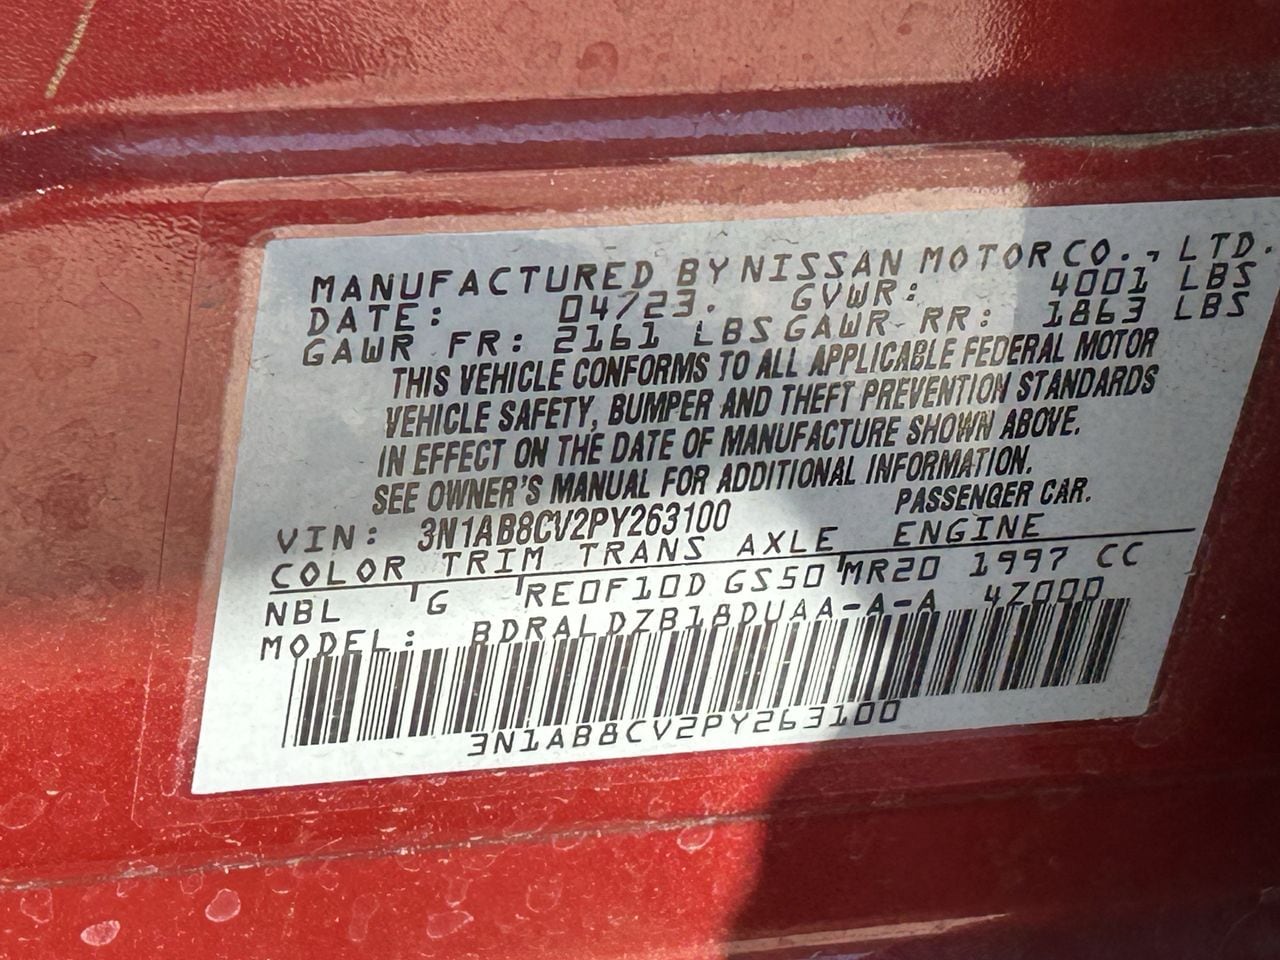 MANUFACTURED BY NISSAN MOTOR CO., LTD.
DATE: 04/23. GVWR: 4001 LBS
GAWR FR: 2161 LBS GAWR RR: 1863 LBS
THIS VEHICLE CONFORMS TO ALL APPLICABLE FEDERAL MOTOR
VEHICLE SAFETY, BUMPER AND THEFT PREVENTION STANDARDS
IN EFFECT ON THE DATE OF MANUFACTURE SHOWN ABOVE.
SEE OWNER'S MANUAL FOR ADDITIONAL INFORMATION.
VIN: 3N1AB8CV2PY263100 PASSENGER CAR.
COLOR TRIM TRANS AXLE ENGINE
NBL G RE0F10D GS50 MR20 1997 CC
MODEL: BDRALDZB18DUAA-A-A 4Z000
3N1AB8CV2PY263100